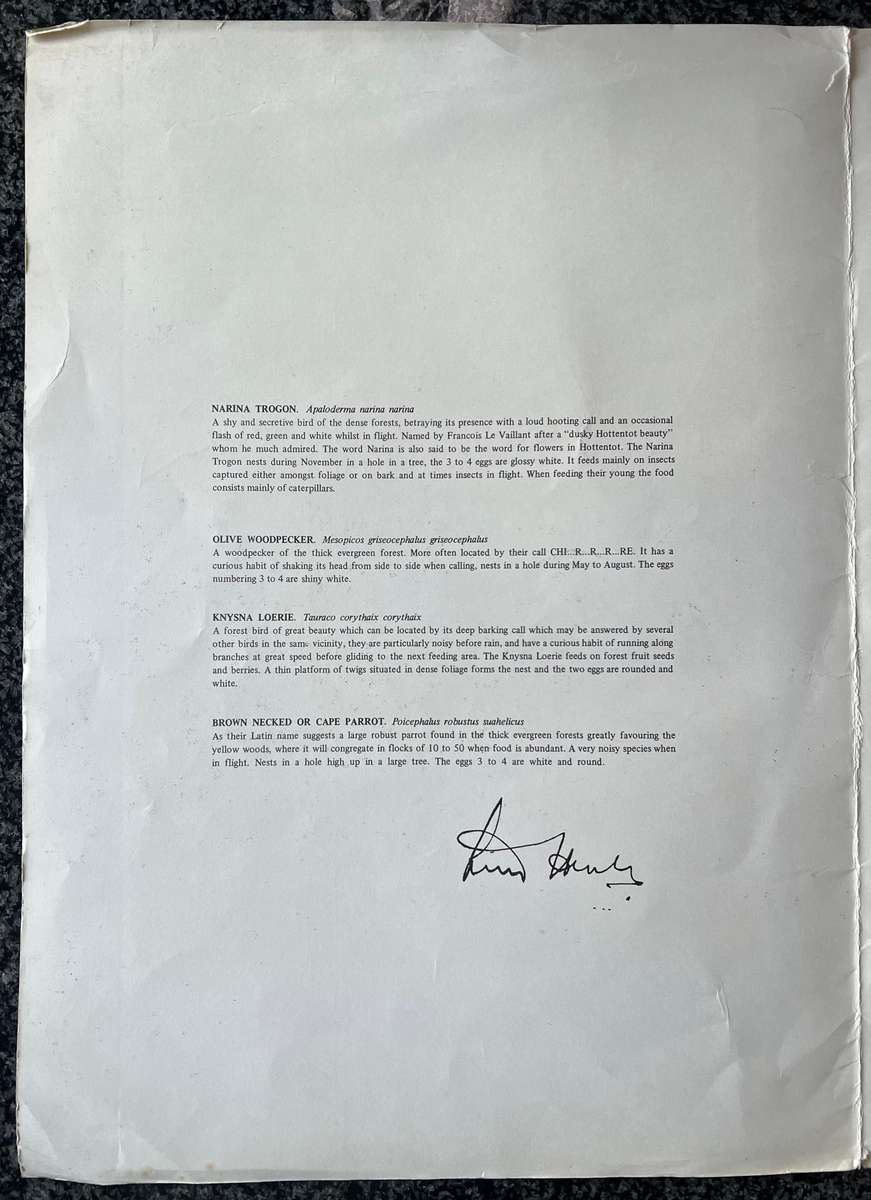 NARINA TROGON. Apaloderma narina narina
A shy and secretive bird of the dense forests, betraying its presence with a loud hooting call and an occasional
flash of red, green and white whilst in flight. Named by Francois Le Vaillant after a “dusky Hottentot beauty”
whom he much admired. The word Narina is also said to be the word for flowers in Hottentot. The Narina
Trogon nests during November in a hole in a tree, the 3 to 4 eggs are glossy white. It feeds mainly on insects
captured either amongst foliage or on bark and at times insects in flight. When feeding their young the food
consists mainly of caterpillars.
OLIVE WOODPECKER. Mesopicos griseocephalus griseocephalus
A woodpecker of the thick evergreen forest. More often located by their call CHI...R...R...R...RE. It has a
curious habit of shaking its head from side to side when calling, nests in a hole during May to August. The eggs
numbering 3 to 4 are shiny white.
KNYSNA LOERIE. Tauraco corythaix corythaix
A forest bird of great beauty which can be located by its deep barking call which may be answered by several
other birds in the same vicinity, they are particularly noisy before rain, and have a curious habit of running along
branches at great speed before gliding to the next feeding area. The Knysna Loerie feeds on forest fruit seeds
and berries. A thin platform of twigs situated in dense foliage forms the nest and the two eggs are rounded and
white.
BROWN NECKED OR CAPE PARROT. Poicephalus robustus suahelicus
As their Latin name suggests a large robust parrot found in the thick evergreen forests greatly favouring the
yellow woods, where it will congregate in flocks of 10 to 50 when food is abundant. A very noisy species when
in flight. Nests in a hole high up in a large tree. The eggs 3 to 4 are white and round.